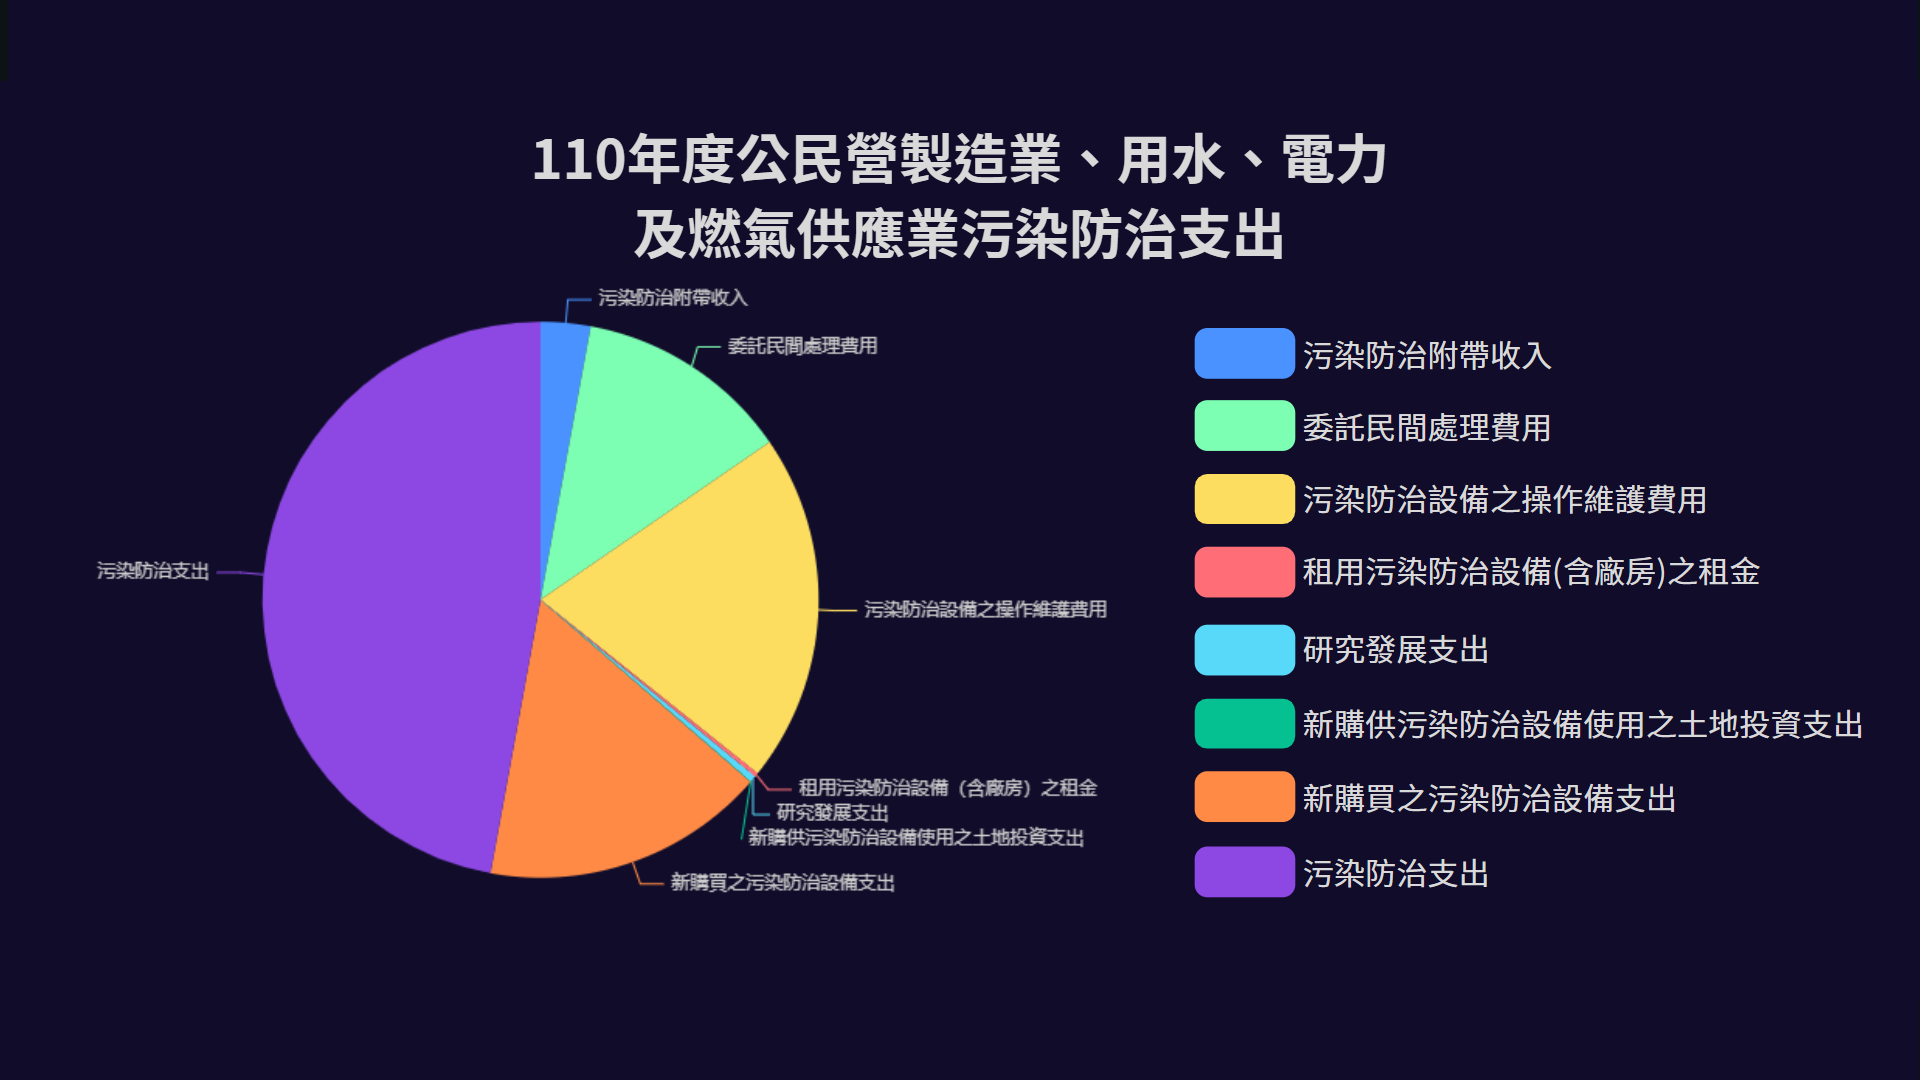 110年度公民營製造業、用水、電力
及燃氣供應業污染防治支出
污染防治附帶收入
委託民間處理費用
污染防治支出
污染防治設備之操作維護費用
租用污染防治設備（含廠房）之租金
研究發展支出
新購供污染防治設備使用之土地投資支出
新購買之污染防治設備支出
污染防治附帶收入
委託民間處理費用
污染防治設備之操作維護費用
租用污染防治設備(含廠房)之租金
研究發展支出
新購供污染防治設備使用之土地投資支出
新購買之污染防治設備支出
污染防治支出